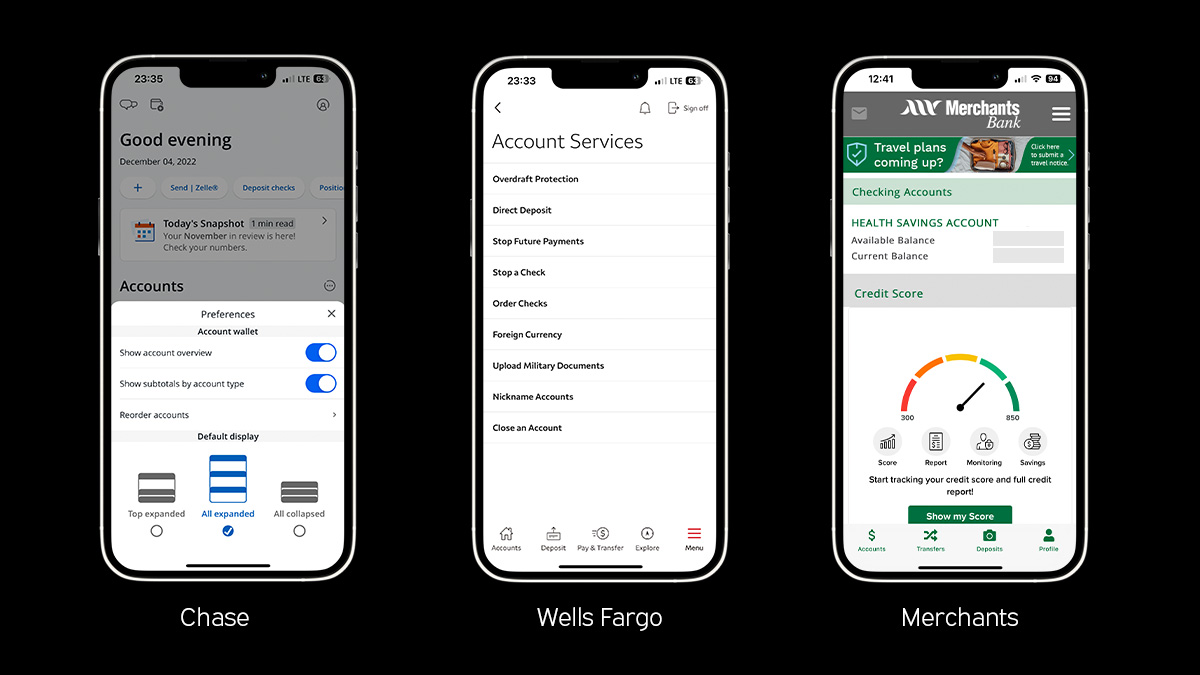 23:35
LTE 63
Good evening
December 04, 2022
+ Send | Zelle® Deposit checks Positio
Today's Snapshot 1 min read
Your November in review is here!
Check your numbers.
Accounts
Preferences
Account wallet
Show account overview
Show subtotals by account type
Reorder accounts
Default display
Top expanded All expanded All collapsed
Chase
23:33
LTE 63
Sign off
Account Services
Overdraft Protection
Direct Deposit
Stop Future Payments
Stop a Check
Order Checks
Foreign Currency
Upload Military Documents
Nickname Accounts
Close an Account
Accounts Deposit Pay & Transfer Explore Menu
Wells Fargo
12:41
94
Merchants
Bank
Travel plans
coming up?
Click here
to submit a
travel notice.
Checking Accounts
HEALTH SAVINGS ACCOUNT
Available Balance
Current Balance
Credit Score
300 850
Score Report Monitoring Savings
Start tracking your credit score and full credit
report!
Show my Score
Accounts Transfers Deposits Profile
Merchants